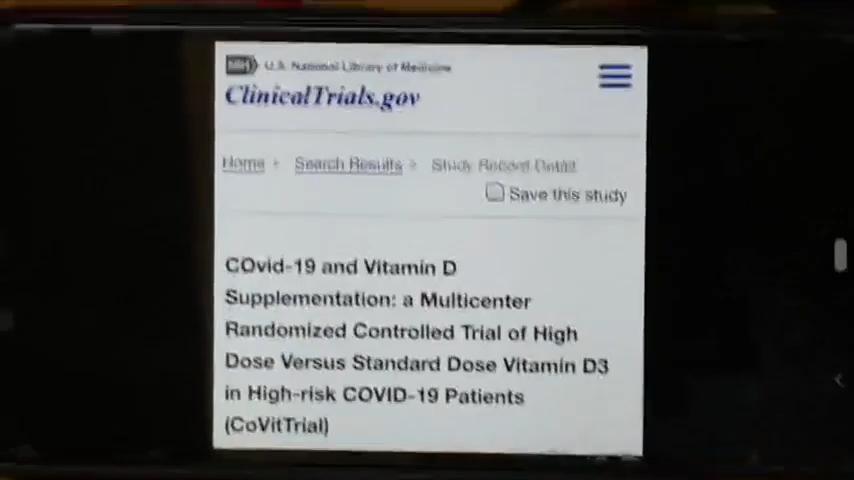 NIH U.S. National Library of Medicine
ClinicalTrials.gov
Home > Search Results > Study Record Detail
Save this study
COvid-19 and Vitamin D
Supplementation: a Multicenter
Randomized Controlled Trial of High
Dose Versus Standard Dose Vitamin D3
in High-risk COVID-19 Patients
(CoVitTrial)